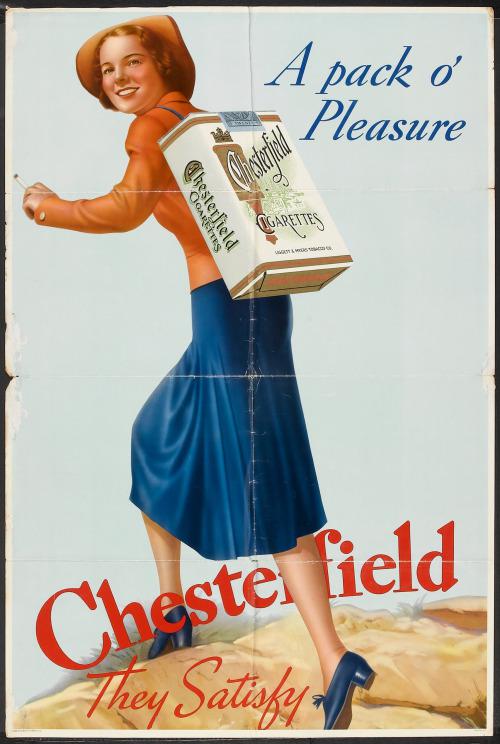 A pack o'
Pleasure
Chesterfield
CIGARETTES
Chesterfield
CIGARETTES
LIGGETT & MYERS TOBACCO CO.
Chesterfield
They Satisfy